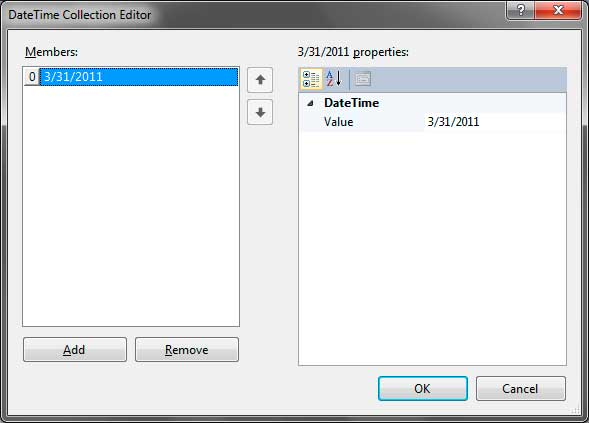 DateTime Collection Editor
Members:
0 3/31/2011
Add
Remove
3/31/2011 properties:
DateTime
Value 3/31/2011
OK
Cancel